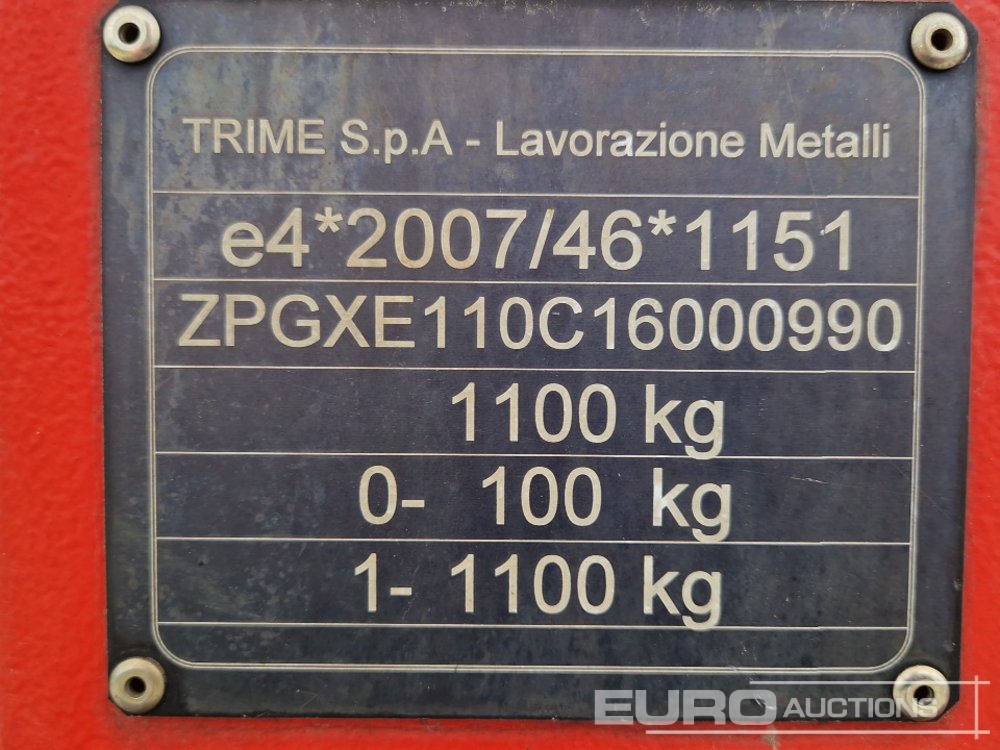 TRIME S.p.A - Lavorazione Metalli
e4*2007/46*1151
ZPGXE110C16000990
1100 kg
0- 100 kg
1- 1100 kg
EURO AUCTIONS